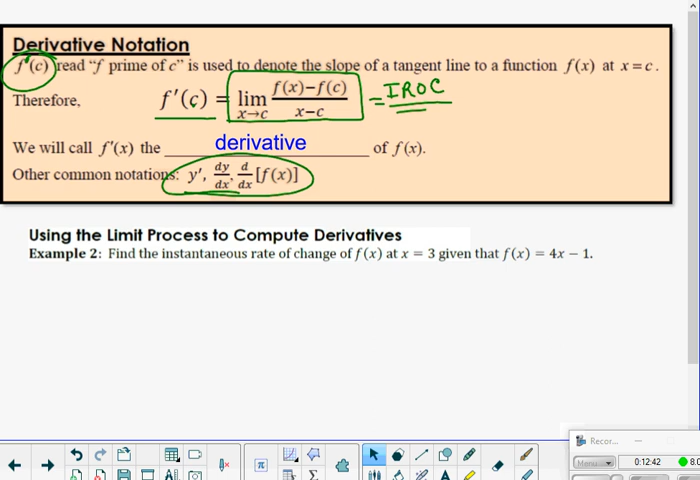 Derivative Notation
f'(c) read "f prime of c" is used to denote the slope of a tangent line to a function f(x) at x = c.
Therefore, f'(c) = lim x→c f(x)−f(c) / x−c = IROC
We will call f'(x) the derivative of f(x).
Other common notations: y', dy/dx, d/dx [f(x)]
Using the Limit Process to Compute Derivatives
Example 2: Find the instantaneous rate of change of f(x) at x = 3 given that f(x) = 4x − 1.
Recor...
Menu
0:12:42
8.0